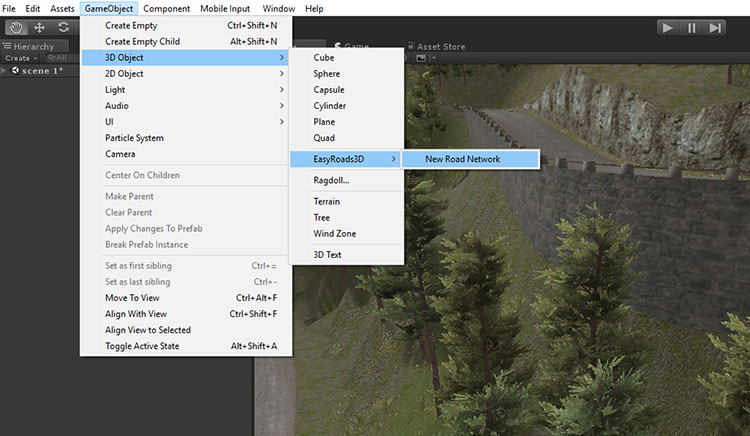 File Edit Assets GameObject Component Mobile Input Window Help
Hierarchy
Create
All
scene 1*
Create Empty Ctrl+Shift+N
Create Empty Child Alt+Shift+N
3D Object
2D Object
Light
Audio
UI
Particle System
Camera
Center On Children
Make Parent
Clear Parent
Apply Changes To Prefab
Break Prefab Instance
Set as first sibling Ctrl+=
Set as last sibling Ctrl+-
Move To View Ctrl+Alt+F
Align With View Ctrl+Shift+F
Align View to Selected
Toggle Active State Alt+Shift+A
Cube
Sphere
Capsule
Cylinder
Plane
Quad
EasyRoads3D
Ragdoll...
Terrain
Tree
Wind Zone
3D Text
New Road Network
Game
Asset Store